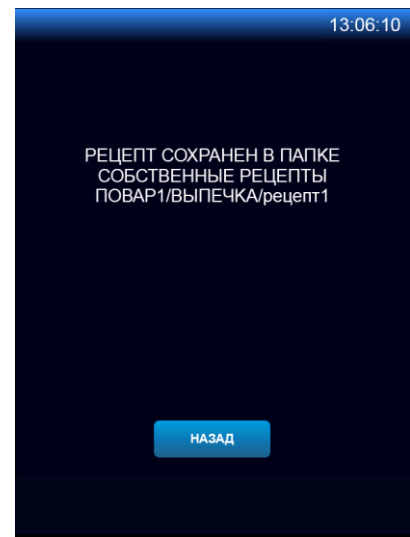 13:06:10
РЕЦЕПТ СОХРАНЕН В ПАПКЕ
СОБСТВЕННЫЕ РЕЦЕПТЫ
ПОВАР1/ВЫПЕЧКА/рецепт1
НАЗАД